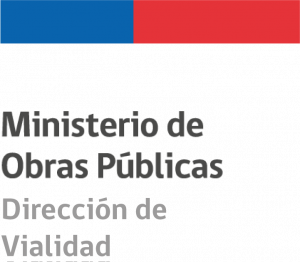 Ministerio de
Obras Públicas
Dirección de
Vialidad